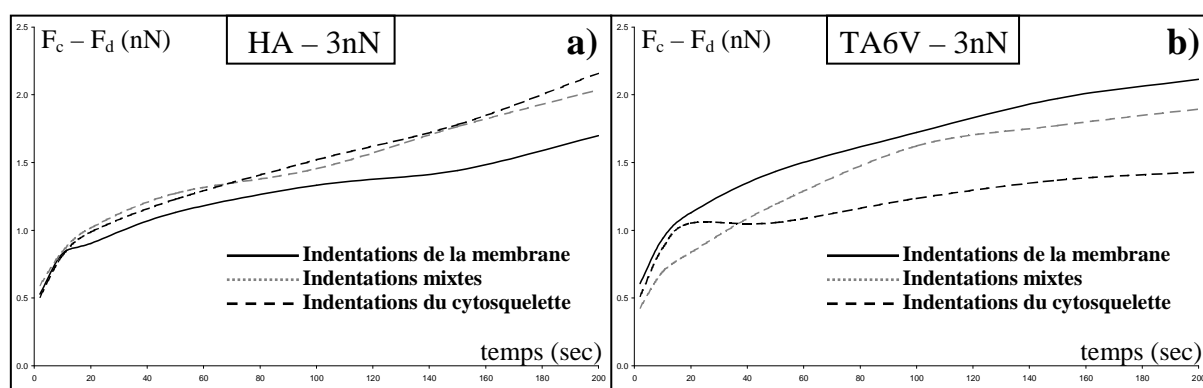 F_c – F_d (nN)
HA – 3nN
a)
2.5
2.0
1.5
1.0
0.5
0.0
Indentations de la membrane
Indentations mixtes
Indentations du cytosquelette
temps (sec)
0 20 40 60 80 100 120 140 160 180 200
F_c – F_d (nN)
TA6V – 3nN
b)
2.5
2.0
1.5
1.0
0.5
0.0
Indentations de la membrane
Indentations mixtes
Indentations du cytosquelette
temps (sec)
0 20 40 60 80 100 120 140 160 180 200